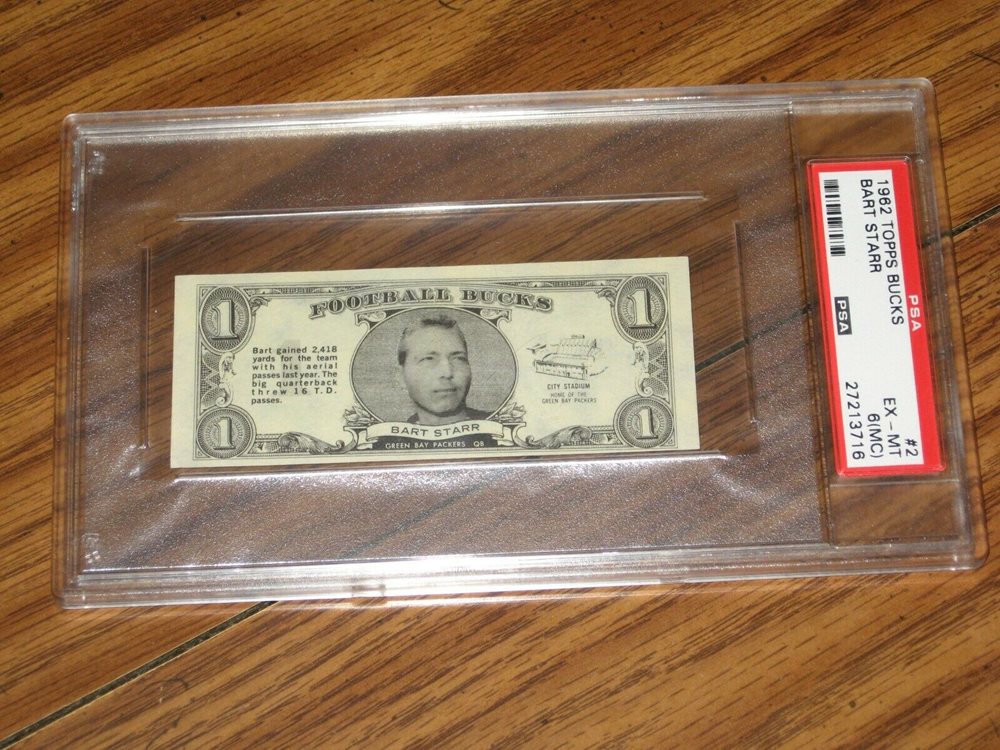 FOOTBALL BUCKS
1
1
Bart gained 2,418
yards for the team
with his aerial
passes last year. The
big quarterback
threw 16 T.D.
passes.
CITY STADIUM
HOME OF THE
GREEN BAY PACKERS
1
1
BART STARR
GREEN BAY PACKERS QB
PSA
1962 TOPPS BUCKS #2
BART STARR EX - MT
6(MC)
PSA 27213716